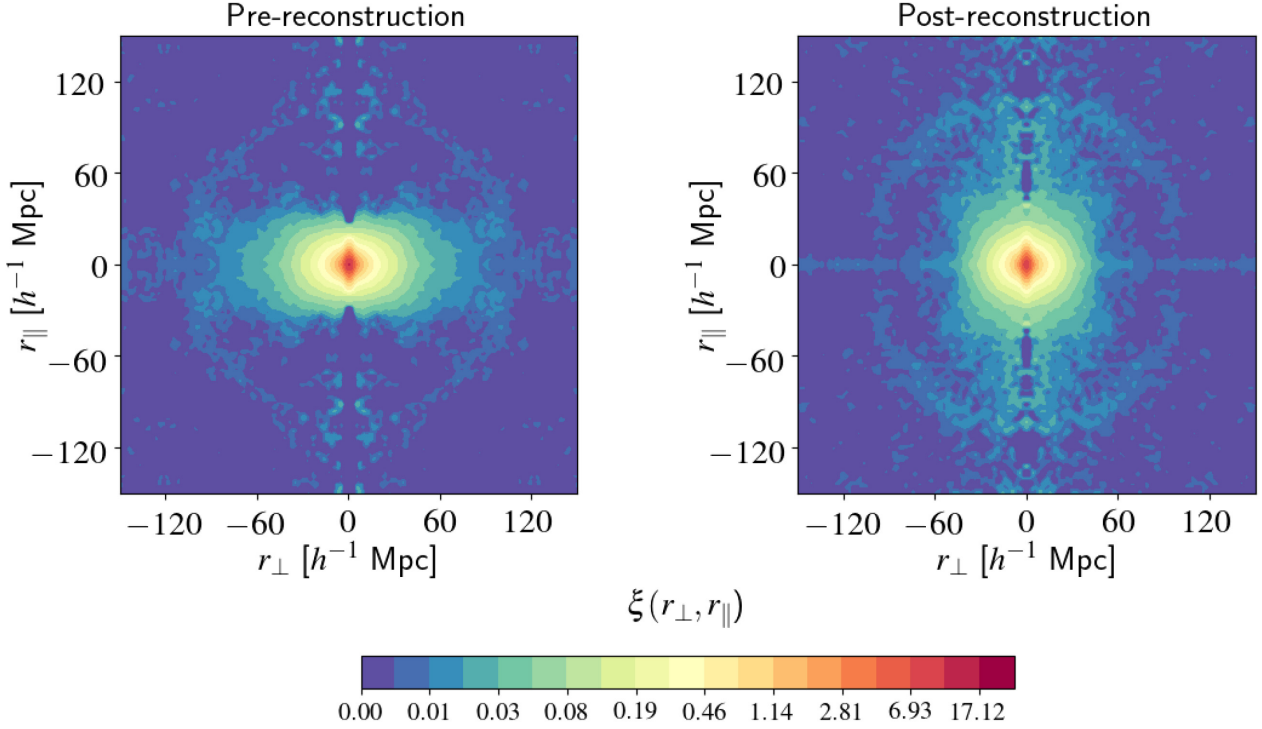 Pre-reconstruction
Post-reconstruction
120
60
0
−60
−120
r∥ [h⁻¹ Mpc]
−120 −60 0 60 120
r⊥ [h⁻¹ Mpc]
120
60
0
−60
−120
r∥ [h⁻¹ Mpc]
−120 −60 0 60 120
r⊥ [h⁻¹ Mpc]
ξ(r⊥, r∥)
0.00 0.01 0.03 0.08 0.19 0.46 1.14 2.81 6.93 17.12